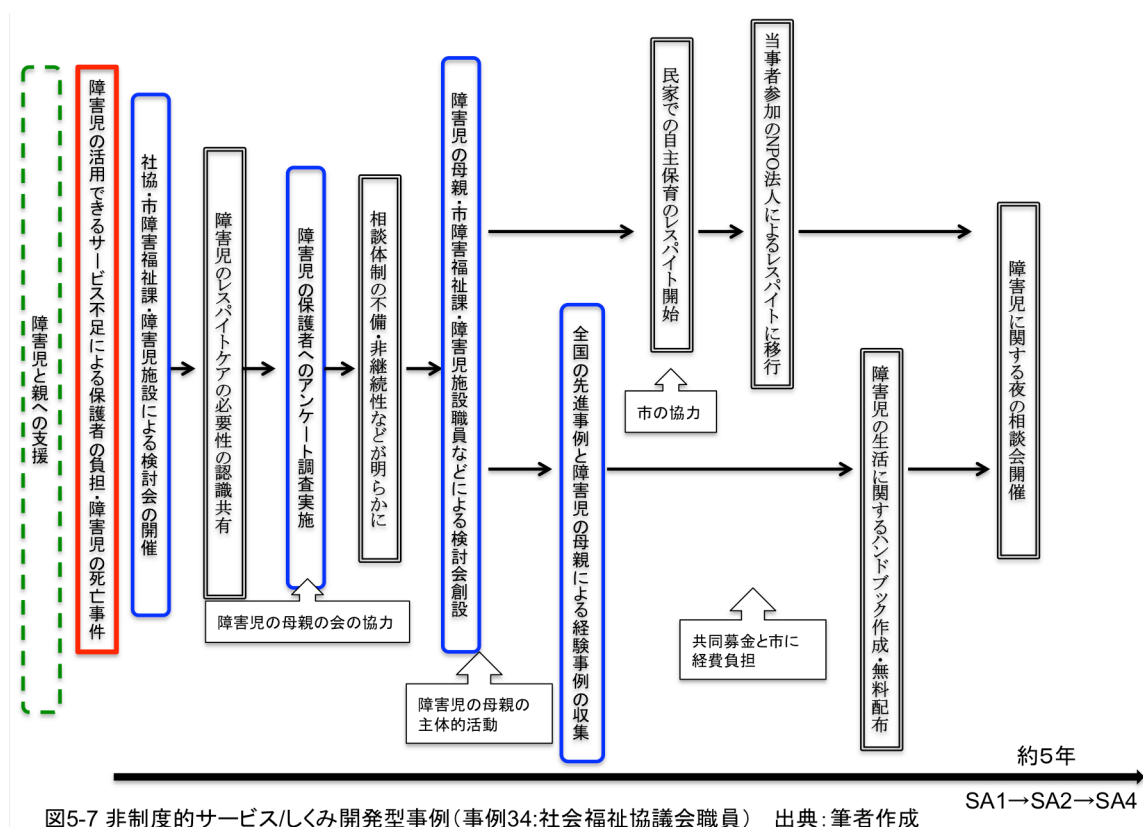 障害児と親への支援
障害児の活用できるサービス不足による保護者の負担・障害児の死亡事件
社協・市障害福祉課・障害児施設による検討会の開催
障害児のレスパイトケアの必要性の認識共有
障害児の保護者へのアンケート調査実施
障害児の母親の会の協力
相談体制の不備・非継続性などが明らかに
障害児の母親・市障害福祉課・障害児施設職員などによる検討会創設
障害児の母親の
主体的活動
民家での自主保育のレスパイト開始
市の協力
当事者参加のNPO法人によるレスパイトに移行
全国の先進事例と障害児の母親による経験事例の収集
共同募金と市に
経費負担
障害児の生活に関するハンドブック作成・無料配布
障害児に関する夜の相談会開催
約5年
SA1→SA2→SA4
図5-7 非制度的サービス/しくみ開発型事例(事例34:社会福祉協議会職員) 出典:筆者作成